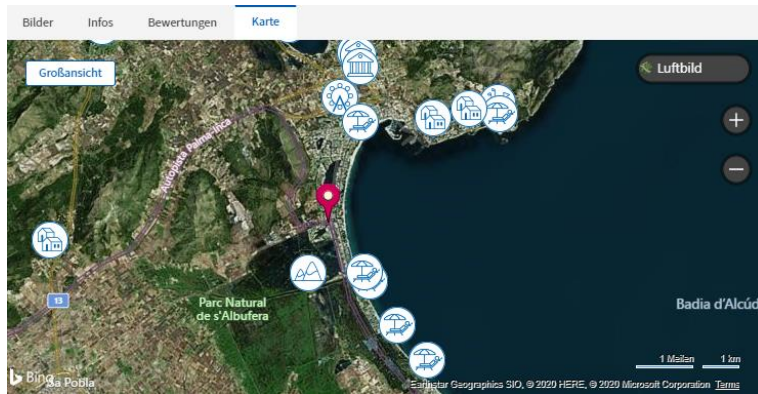 Bilder Infos Bewertungen Karte
Großansicht
Luftbild
Autopista Palma-Inca
13
Parc Natural
de s'Albufera
Badia d'Alcúd
1 Meilen 1 km
Bing
Sa Pobla
Earthstar Geographics SIO, © 2020 HERE, © 2020 Microsoft Corporation Terms